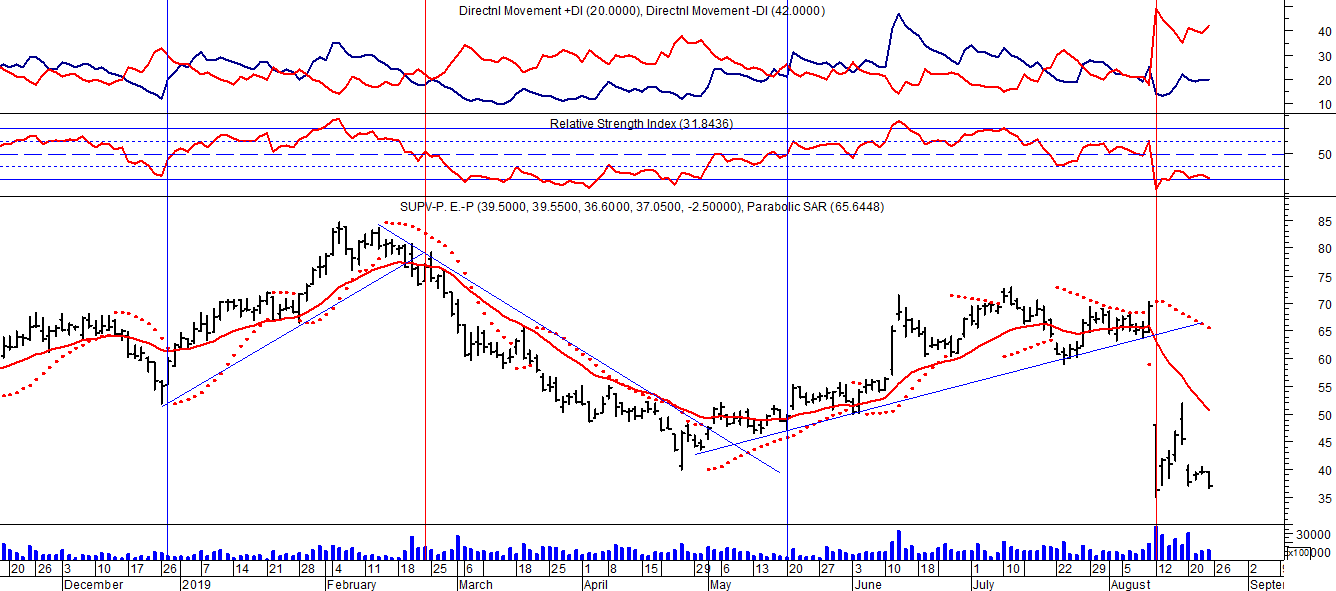 Directnl Movement +DI (20.0000), Directnl Movement -DI (42.0000)
40
30
20
10
Relative Strength Index (31.8436)
50
SUPV-P. E.-P (39.5000, 39.5500, 36.6000, 37.0500, -2.50000), Parabolic SAR (65.6448)
85
80
75
70
65
60
55
50
45
40
35
30000
x100
20 26 3 10 17 26 7 14 21 28 4 11 18 25 6 18 25 1 8 15 29 6 13 20 27 3 10 18 1 10 22 29 5 12 20 26 2
December 2019 February March April May June July August